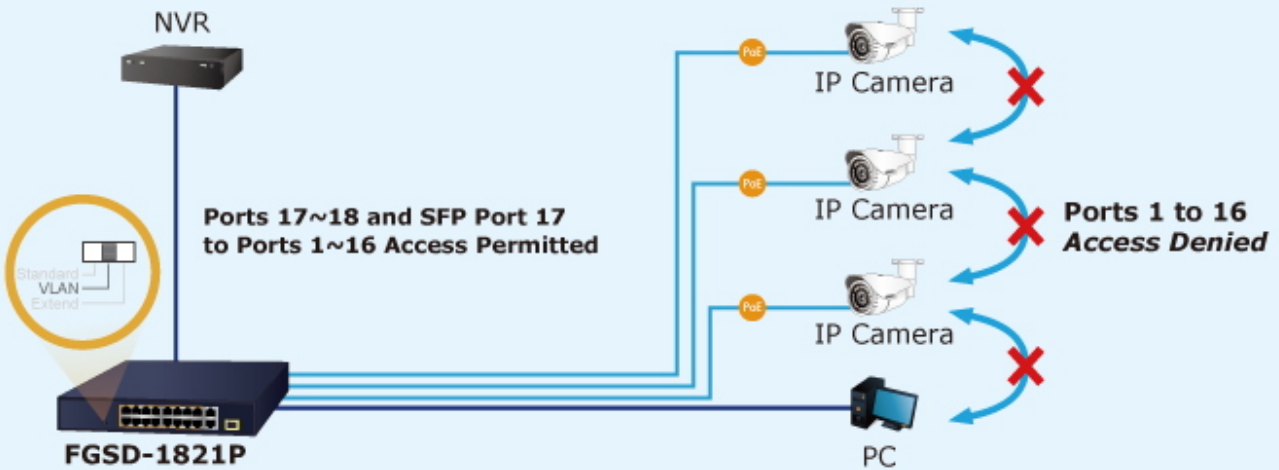 NVR
PoE
IP Camera
PoE
IP Camera
Ports 17~18 and SFP Port 17
to Ports 1~16 Access Permitted
Ports 1 to 16
Access Denied
Standard
VLAN
Extend
PoE
IP Camera
FGSD-1821P
PC